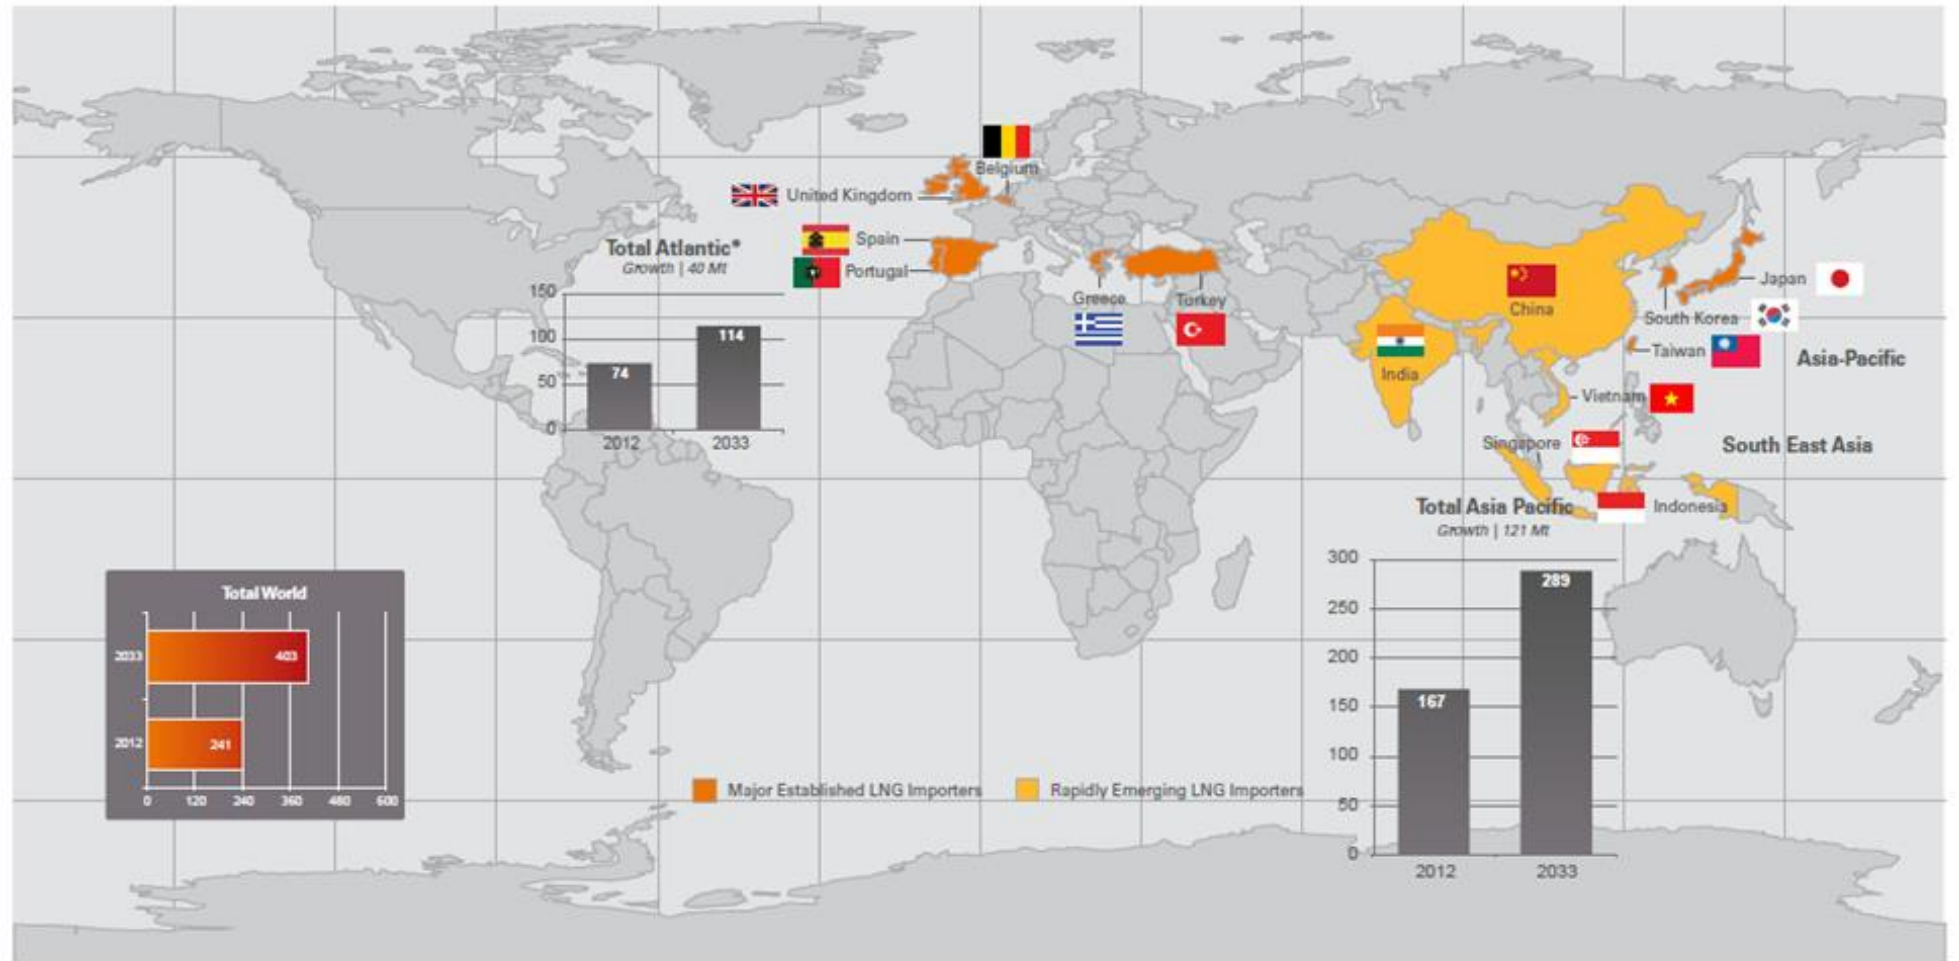 Belgium
United Kingdom
Spain
Portugal
Greece
Turkey
Total Atlantic*
Growth | 40 Mt
150
100
50
0
74
114
2012
2033
China
India
Japan
South Korea
Taiwan
Asia-Pacific
Vietnam
Singapore
South East Asia
Indonesia
Total Asia Pacific
Growth | 121 Mt
300
250
200
150
100
50
0
167
289
2012
2033
Total World
2033
403
2012
241
0 120 240 360 480 600
Major Established LNG Importers
Rapidly Emerging LNG Importers